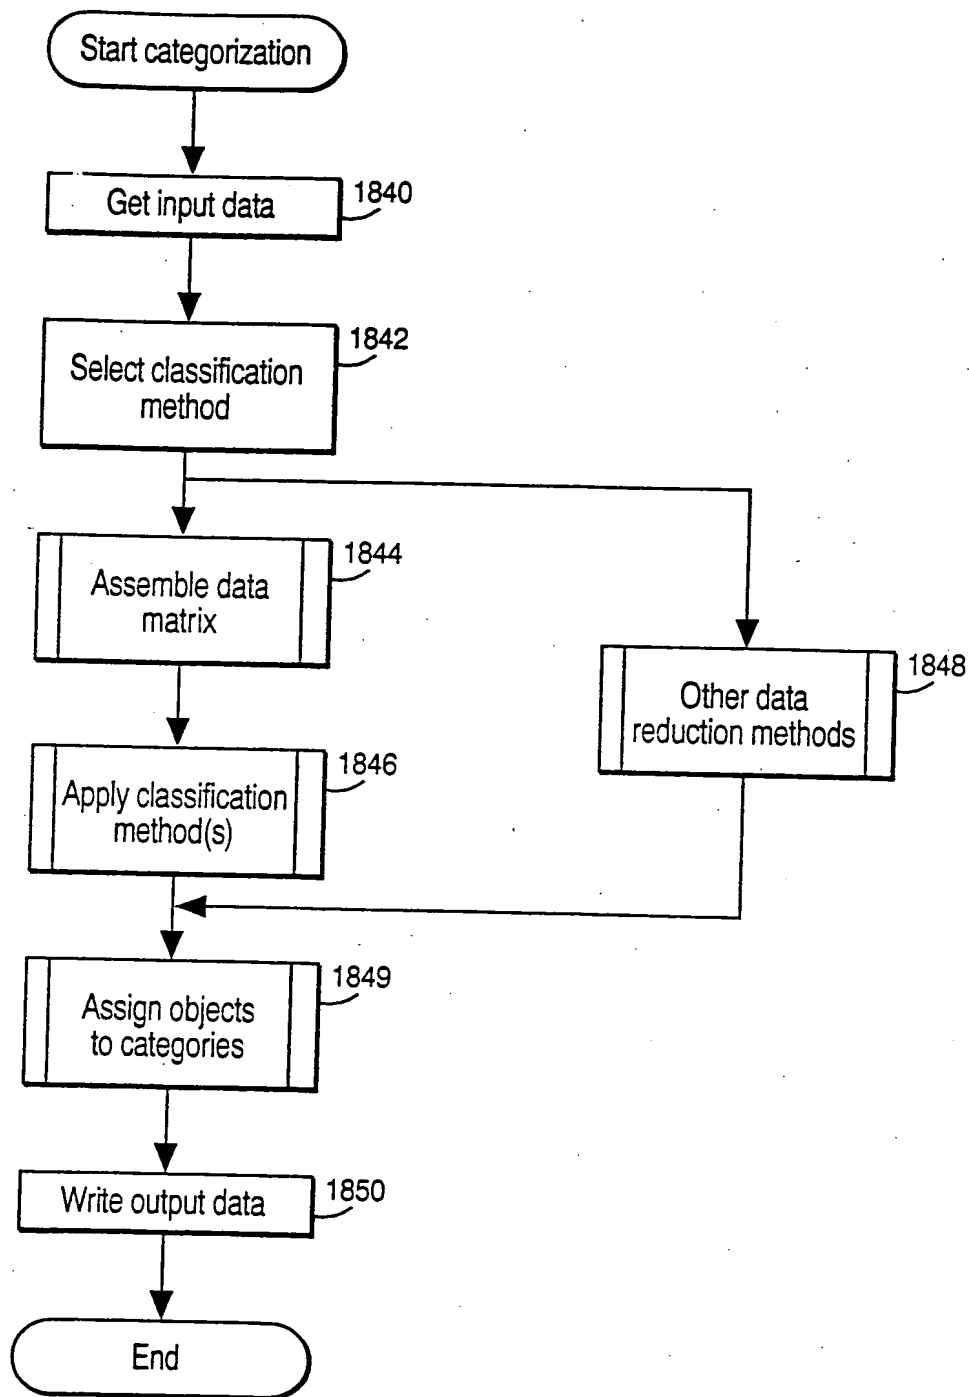 Start categorization
Get input data
1840
Select classification
method
1842
Assemble data
matrix
1844
Other data
reduction methods
1848
Apply classification
method(s)
1846
Assign objects
to categories
1849
Write output data
1850
End